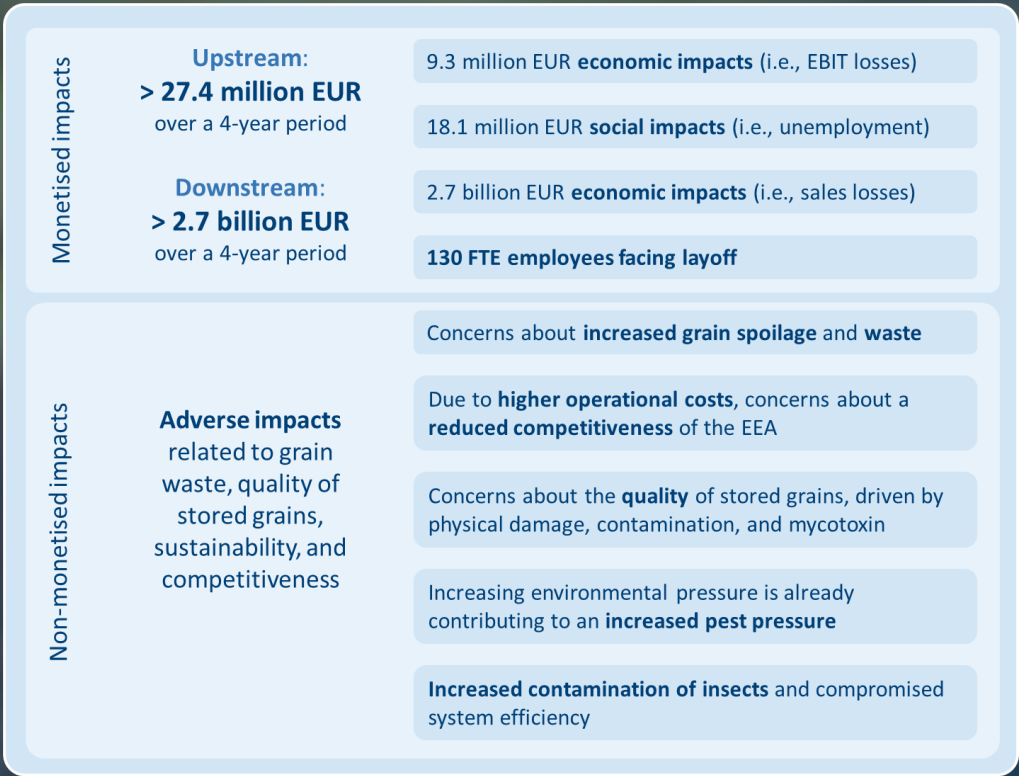 Monetised impacts
Upstream:
> 27.4 million EUR
over a 4-year period
9.3 million EUR economic impacts (i.e., EBIT losses)
18.1 million EUR social impacts (i.e., unemployment)
Downstream:
> 2.7 billion EUR
over a 4-year period
2.7 billion EUR economic impacts (i.e., sales losses)
130 FTE employees facing layoff
Non-monetised impacts
Adverse impacts
related to grain
waste, quality of
stored grains,
sustainability, and
competitiveness
Concerns about increased grain spoilage and waste
Due to higher operational costs, concerns about a
reduced competitiveness of the EEA
Concerns about the quality of stored grains, driven by
physical damage, contamination, and mycotoxin
Increasing environmental pressure is already
contributing to an increased pest pressure
Increased contamination of insects and compromised
system efficiency